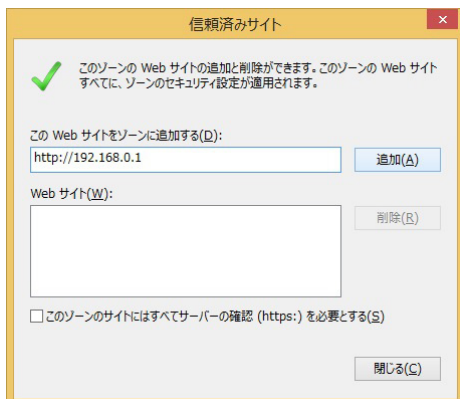 信頼済みサイト
このゾーンの Web サイトの追加と削除ができます。このゾーンの Web サイト
すべてに、ゾーンのセキュリティ設定が適用されます。
この Web サイトをゾーンに追加する(D):
http://192.168.0.1
追加(A)
Web サイト(W):
削除(R)
このゾーンのサイトにはすべてサーバーの確認 (https:) を必要とする(S)
閉じる(C)